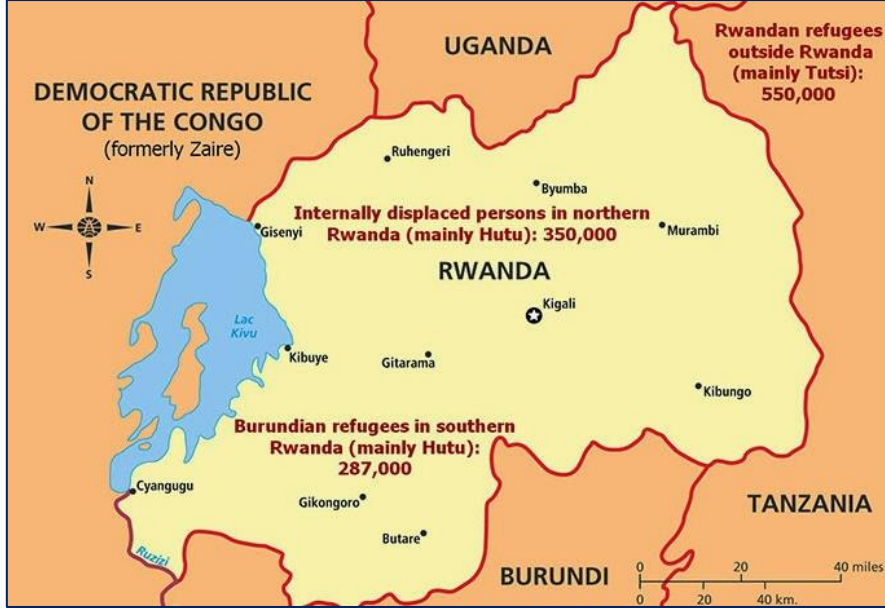 UGANDA
Rwandan refugees
outside Rwanda
(mainly Tutsi):
550,000
DEMOCRATIC REPUBLIC
OF THE CONGO
(formerly Zaire)
Ruhengeri
Byumba
N
W
E
S
Internally displaced persons in northern
Rwanda (mainly Hutu): 350,000
Gisenyi
Murambi
RWANDA
Kigali
Lac
Kivu
Kibuye
Gitarama
Kibungo
Burundian refugees in southern
Rwanda (mainly Hutu):
287,000
Cyangugu
Gikongoro
TANZANIA
Butare
Ruzizi
BURUNDI
0 20 40 miles
0 20 40 km.